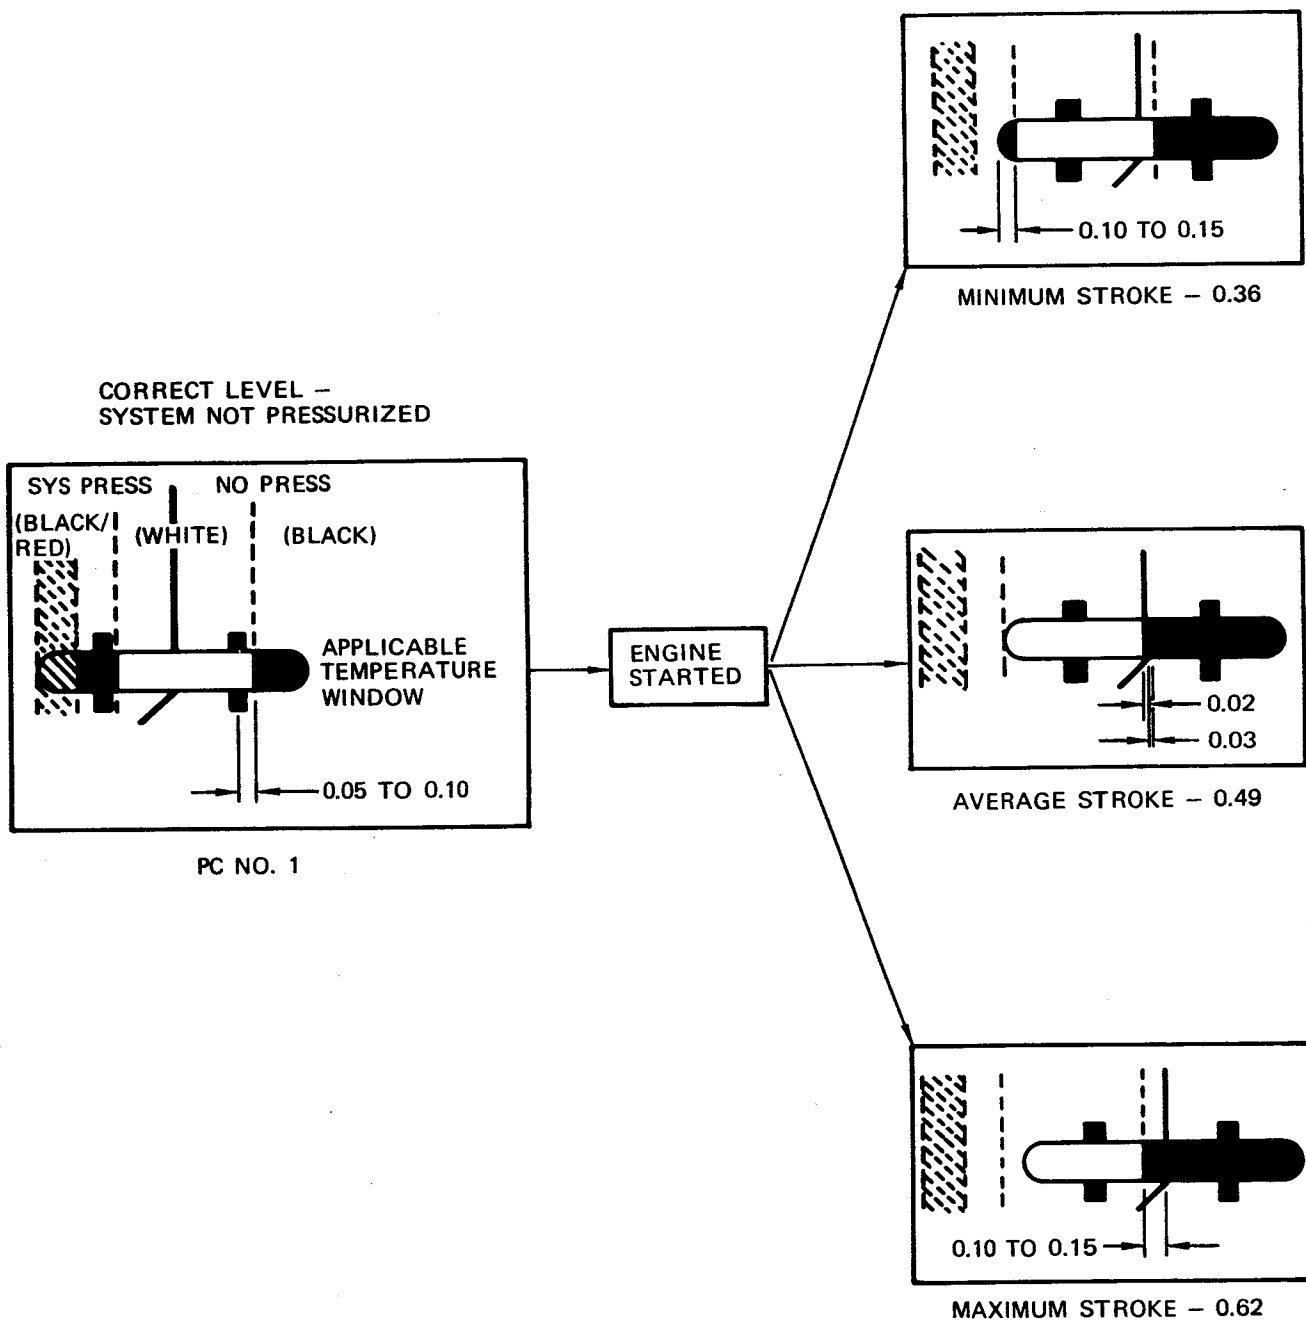 0.10 TO 0.15
MINIMUM STROKE – 0.36
CORRECT LEVEL –
SYSTEM NOT PRESSURIZED
SYS PRESS NO PRESS
(BLACK/
RED)
(WHITE)
(BLACK)
APPLICABLE
TEMPERATURE
WINDOW
0.05 TO 0.10
PC NO. 1
ENGINE
STARTED
0.02
0.03
AVERAGE STROKE – 0.49
0.10 TO 0.15
MAXIMUM STROKE – 0.62